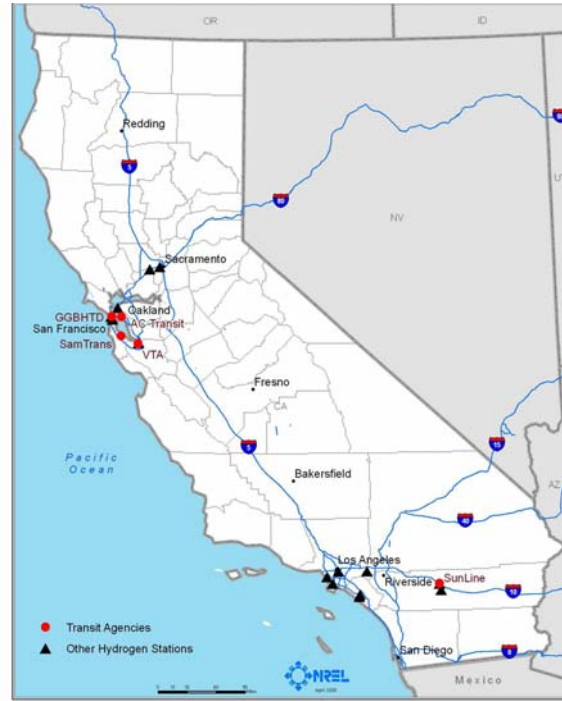 OR
ID
Redding
5
80
80
UT
NV
Sacramento
GGBHTD
Oakland
San Francisco
AC Transit
SamTrans
VTA
Fresno
CA
5
15
Pacific
Ocean
Bakersfield
AZ
40
Los Angeles
Riverside
SunLine
10
Transit Agencies
Other Hydrogen Stations
San Diego
8
NREL
Mexico